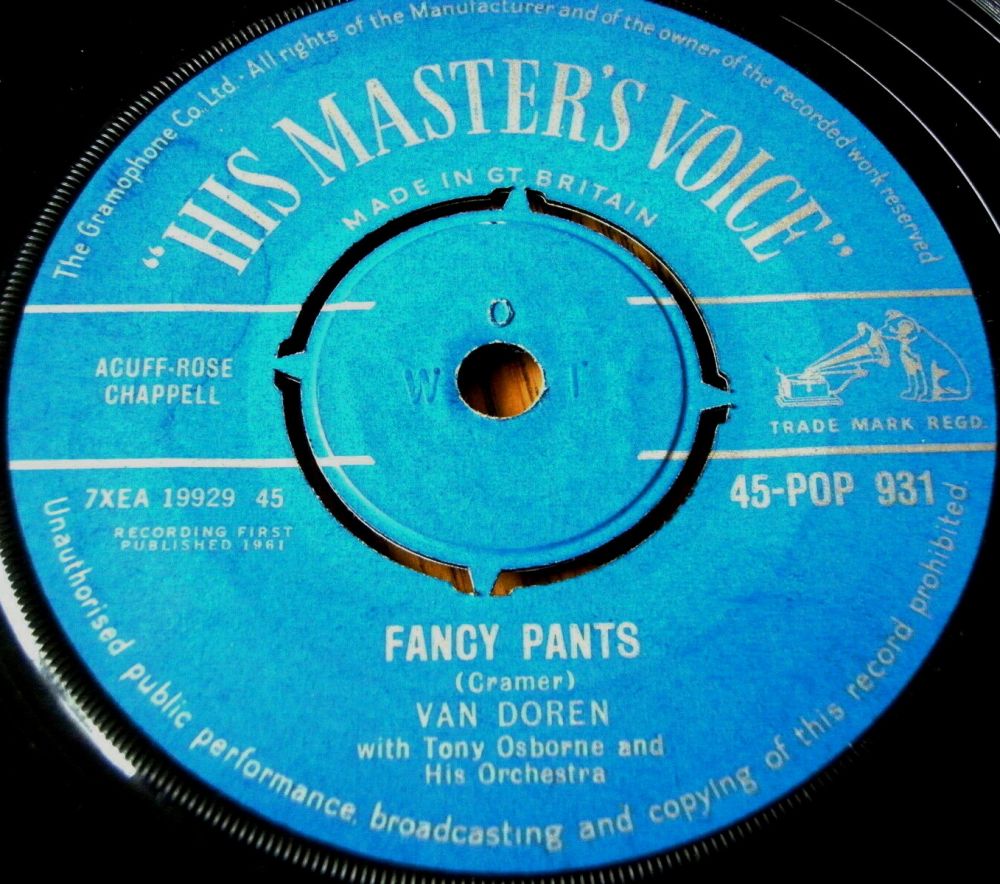 The Gramophone Co. Ltd. · All rights of the Manufacturer and of the owner of the recorded work reserved
"HIS MASTER'S VOICE"
MADE IN GT. BRITAIN
O
W I
ACUFF-ROSE
CHAPPELL
TRADE MARK REGD.
7XEA 19929 45
45-POP 931
RECORDING FIRST
PUBLISHED 1961
FANCY PANTS
(Cramer)
VAN DOREN
with Tony Osborne and
His Orchestra
Unauthorised public performance, broadcasting and copying of this record prohibited.